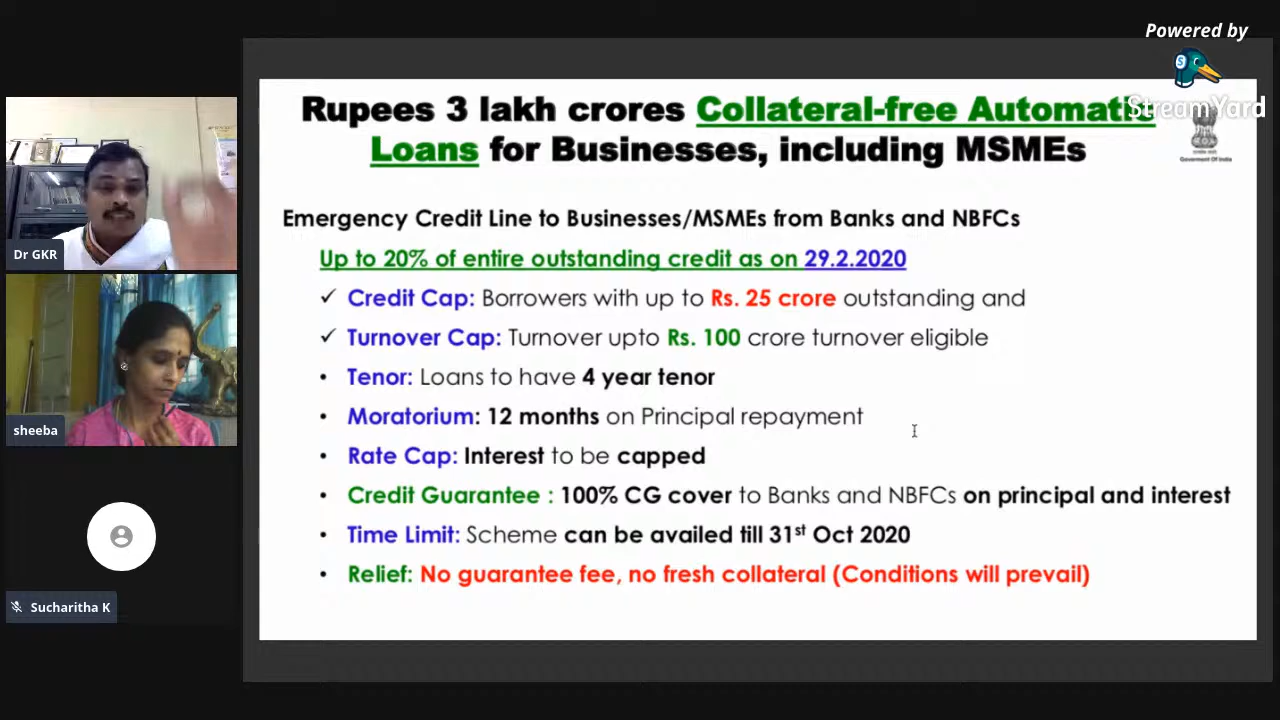 Powered by
StreamYard
Rupees 3 lakh crores Collateral-free Automatic
Loans for Businesses, including MSMEs
Government Of India
Emergency Credit Line to Businesses/MSMEs from Banks and NBFCs
Up to 20% of entire outstanding credit as on 29.2.2020
✓ Credit Cap: Borrowers with up to Rs. 25 crore outstanding and
✓ Turnover Cap: Turnover upto Rs. 100 crore turnover eligible
• Tenor: Loans to have 4 year tenor
• Moratorium: 12 months on Principal repayment
• Rate Cap: Interest to be capped
• Credit Guarantee : 100% CG cover to Banks and NBFCs on principal and interest
• Time Limit: Scheme can be availed till 31st Oct 2020
• Relief: No guarantee fee, no fresh collateral (Conditions will prevail)
Dr GKR
sheeba
Sucharitha K